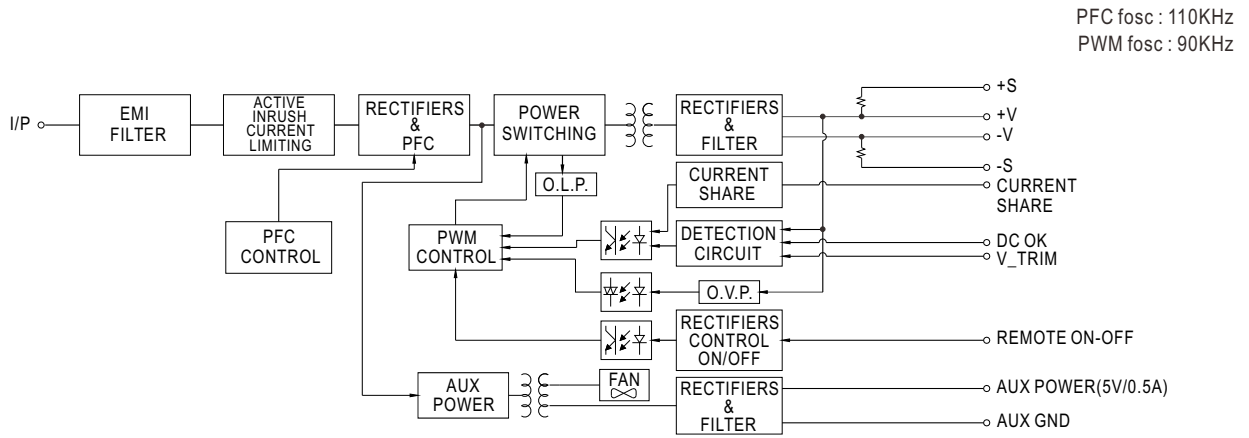 PFC fosc : 110KHz
PWM fosc : 90KHz
I/P
EMI
FILTER
ACTIVE
INRUSH
CURRENT
LIMITING
RECTIFIERS
&
PFC
POWER
SWITCHING
RECTIFIERS
&
FILTER
+S
+V
-V
-S
O.L.P.
CURRENT
SHARE
CURRENT
SHARE
PFC
CONTROL
PWM
CONTROL
DETECTION
CIRCUIT
DC OK
V_TRIM
O.V.P.
RECTIFIERS
CONTROL
ON/OFF
REMOTE ON-OFF
AUX
POWER
FAN
RECTIFIERS
&
FILTER
AUX POWER(5V/0.5A)
AUX GND